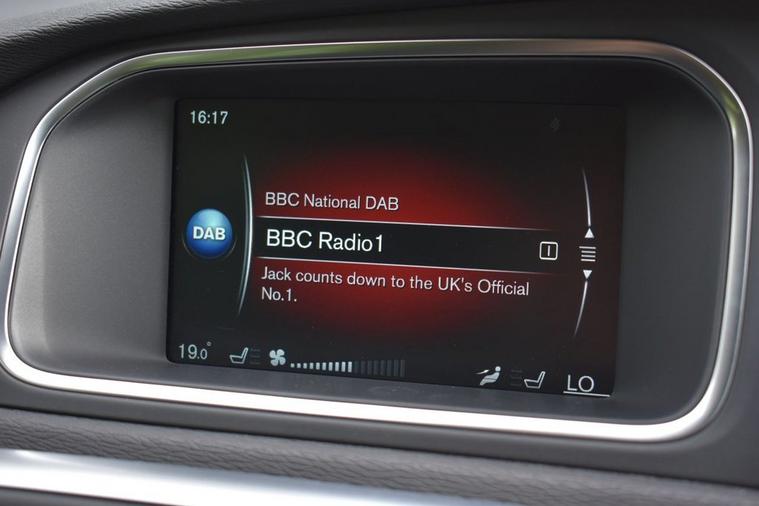 16:17
BBC National DAB
DAB
BBC Radio1
I
Jack counts down to the UK's Official
No.1.
19.0°
LO